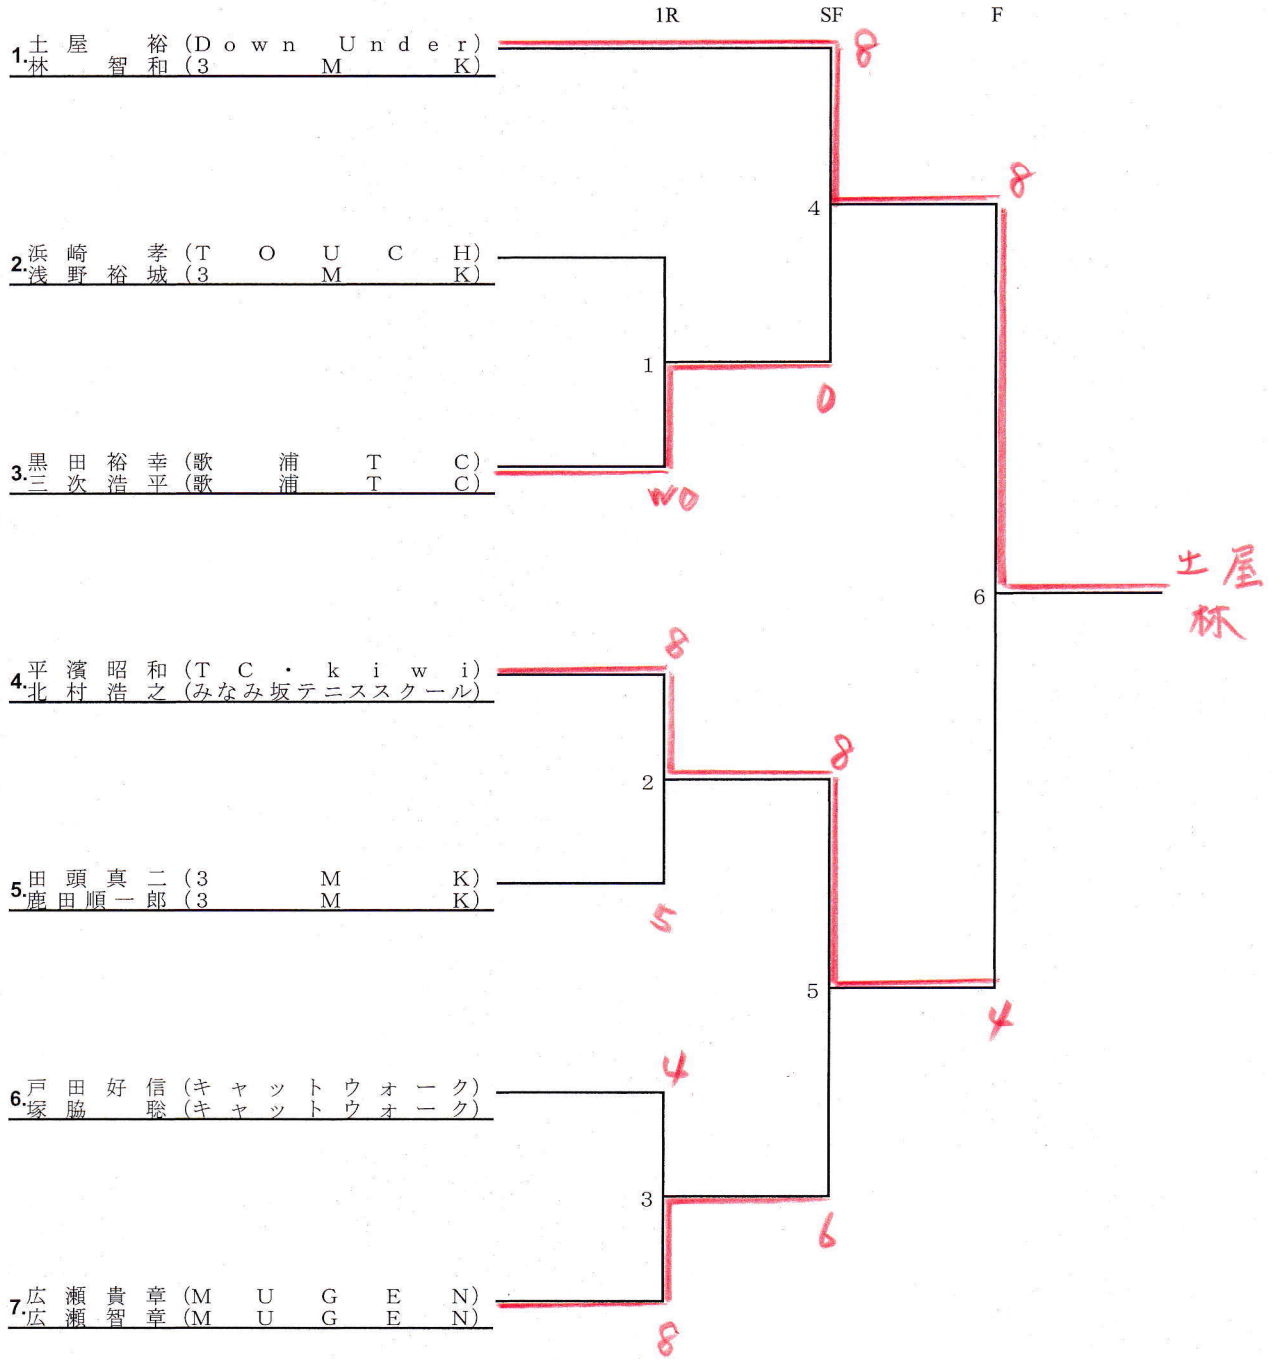 1R SF F
1. 土屋 裕 (Down Under)
林 智和 (3MK)
8
8
4
2. 浜崎 孝 (TOUCH)
浅野裕城 (3MK)
1
0
3. 黒田裕幸 (歌浦TC)
三次浩平 (歌浦TC)
WO
土屋
林
6
8
4. 平濱昭和 (TC・kiwi)
北村浩之 (みなみ坂テニススクール)
8
2
5. 田頭真二 (3MK)
鹿田順一郎 (3MK)
5
5
4
4
6. 戸田好信 (キャットウォーク)
塚脇 聡 (キャットウォーク)
3
6
7. 広瀬貴章 (MUGEN)
広瀬智章 (MUGEN)
8